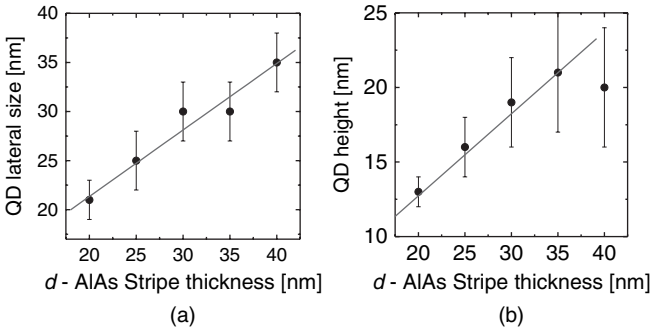 QD lateral size [nm]
40
35
30
25
20
20 25 30 35 40
d - AlAs Stripe thickness [nm]
(a)
QD height [nm]
25
20
15
10
20 25 30 35 40
d - AlAs Stripe thickness [nm]
(b)